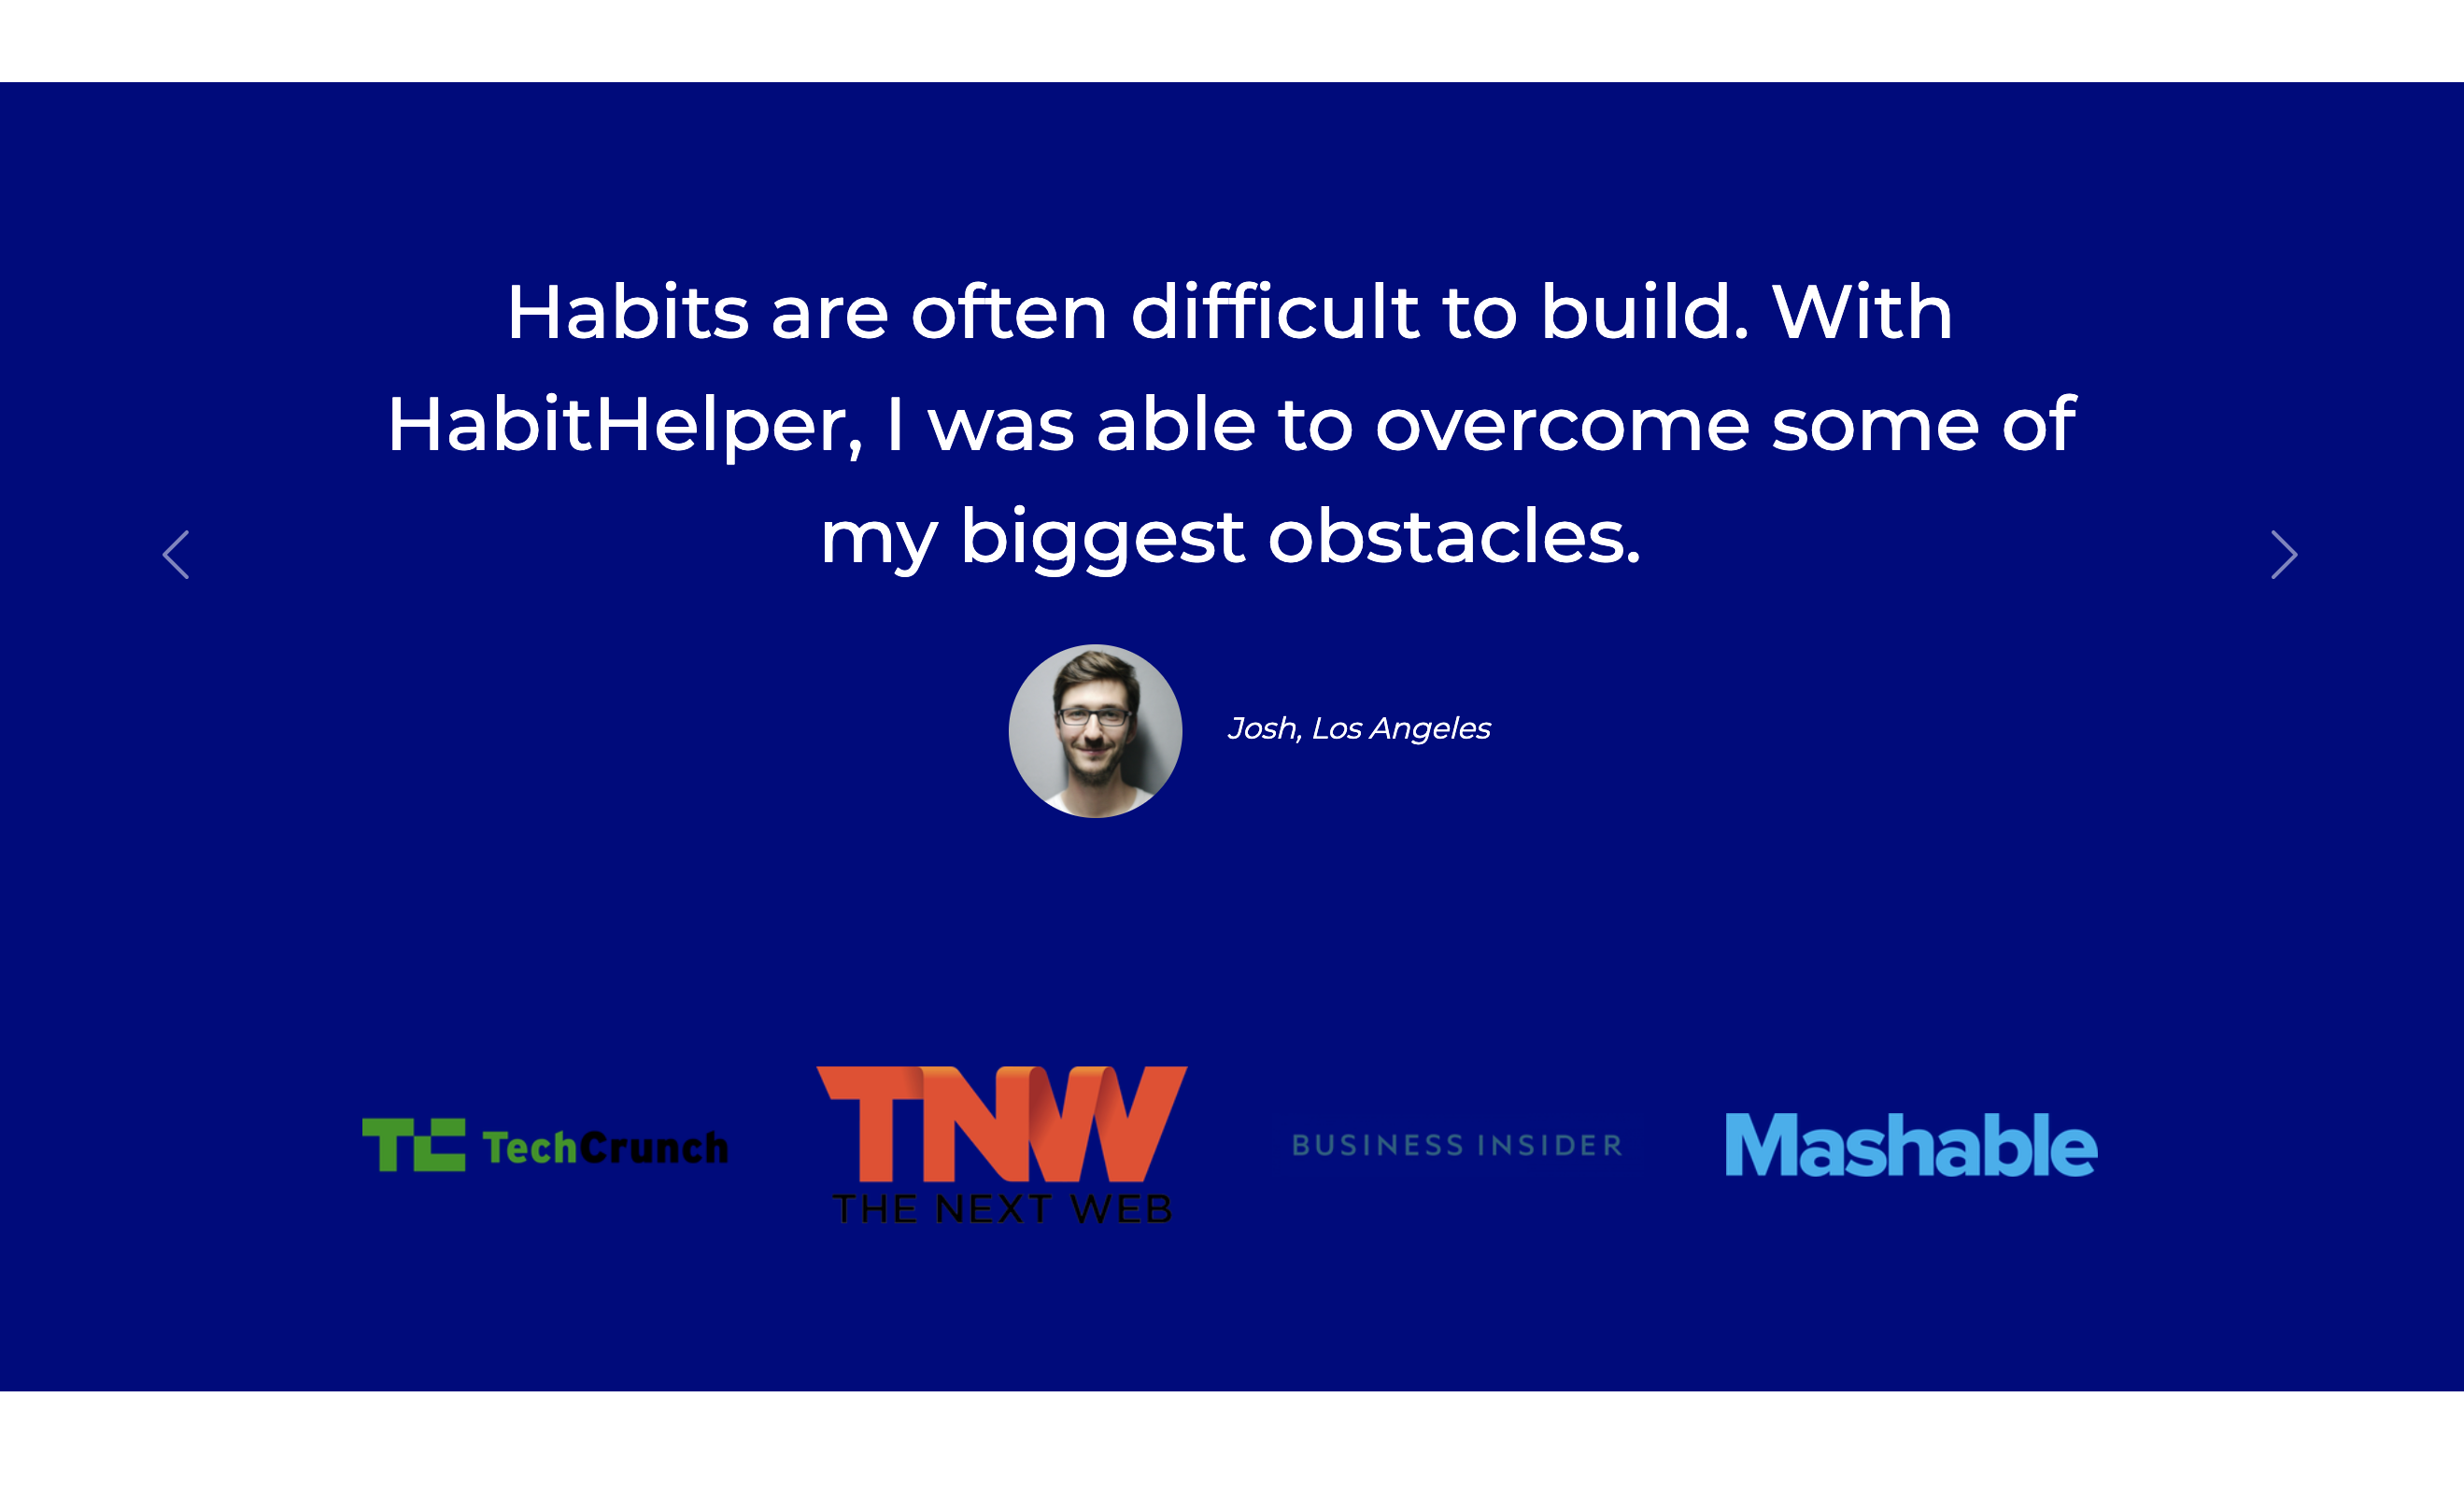 Habits are often difficult to build. With
HabitHelper, I was able to overcome some of
my biggest obstacles.
Josh, Los Angeles
TC TechCrunch
TNW
THE NEXT WEB
BUSINESS INSIDER
Mashable